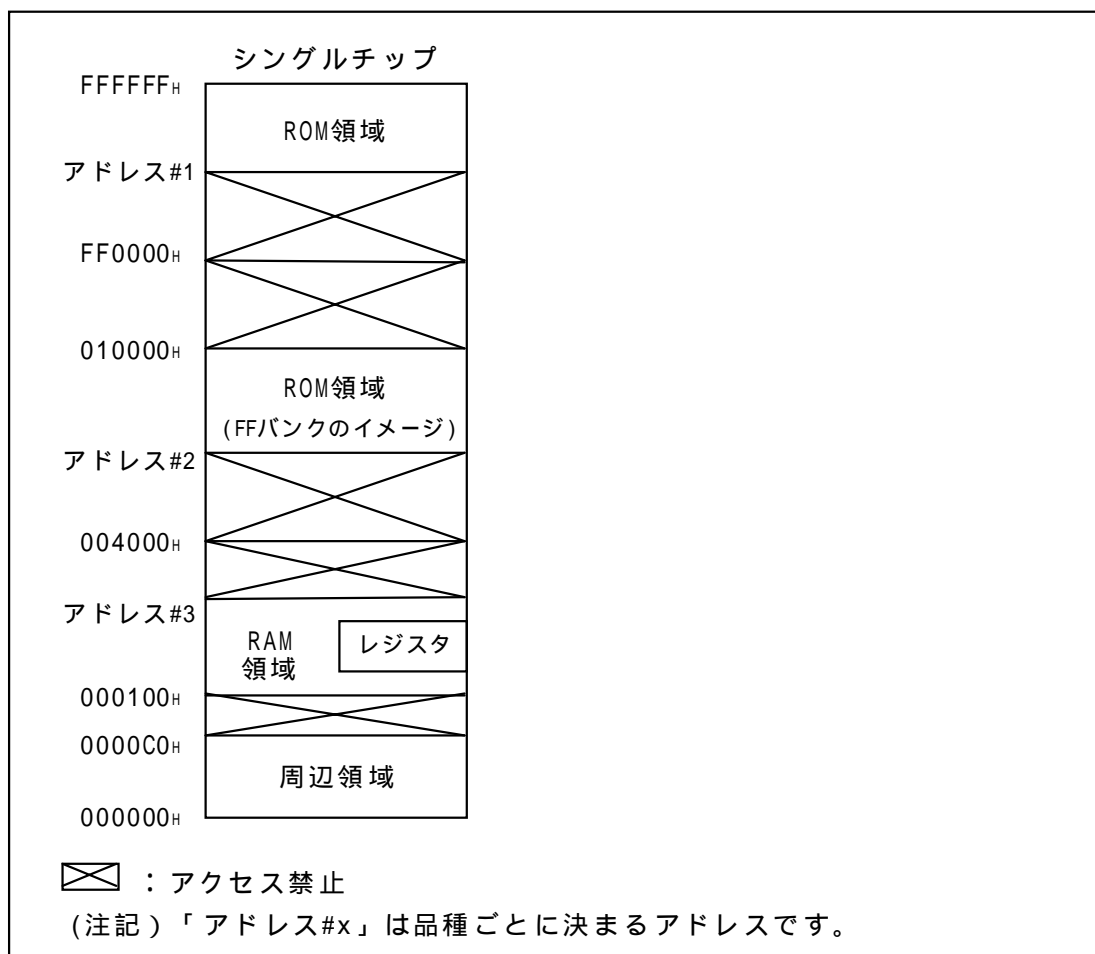 シングルチップ
FFFFFFH
ROM領域
アドレス#1
FF0000H
010000H
ROM領域
(FFバンクのイメージ)
アドレス#2
004000H
アドレス#3
RAM
領域
レジスタ
000100H
0000C0H
周辺領域
000000H
：アクセス禁止
(注記)「アドレス#x」は品種ごとに決まるアドレスです。